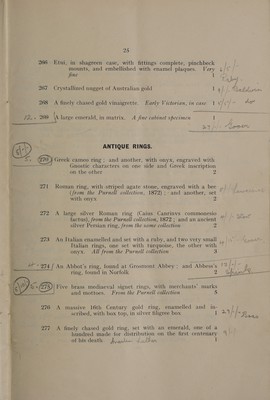 25
266 Etui, in shagreen case, with fittings complete, pinchbeck
mounts, and embellished with enamel plaques. Very
fine 1
267 Crystallized nugget of Australian gold 1
268 A finely chased gold vinaigrette. Early Victorian, in case 1
269 A large emerald, in matrix. A fine cabinet specimen 1
ANTIQUE RINGS.
270 Greek cameo ring; and another, with onyx, engraved with
Gnostic characters on one side and Greek inscription
on the other 2
271 Roman ring, with striped agate stone, engraved with a bee
(from the Purnell collection, 1872); and another, set
with onyx 2
272 A large silver Roman ring (Caius Canineus commonens-
factus), from the Purnell collection, 1872; and an ancient
silver Persian ring, from the same collection 2
273 An Italian enamelled and set with a ruby, and two very small
Italian rings, one set with turquoise, the other with
onyx. All from the Purnell collection 3
274 An Abbot's ring, found at Grosmont Abbey; and Abbess's
ring, found in Norfolk 2
275 Five brass mediaeval signet rings, with merchants' marks
and mottoes. From the Purnell collection 5
276 A massive 16th Century gold ring, enamelled and in-
scribed, with box top, in silver filigree box 1
277 A finely chased gold ring, set with an emerald, one of a
hundred made for distribution on the first centenary
of his death 1